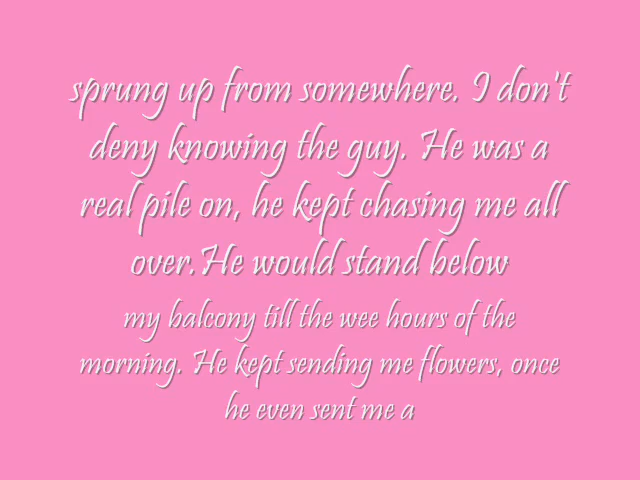 sprung up from somewhere. I don't
deny knowing the guy. He was a
real pile on, he kept chasing me all
over.He would stand below
my balcony till the wee hours of the
morning. He kept sending me flowers, once
he even sent me a